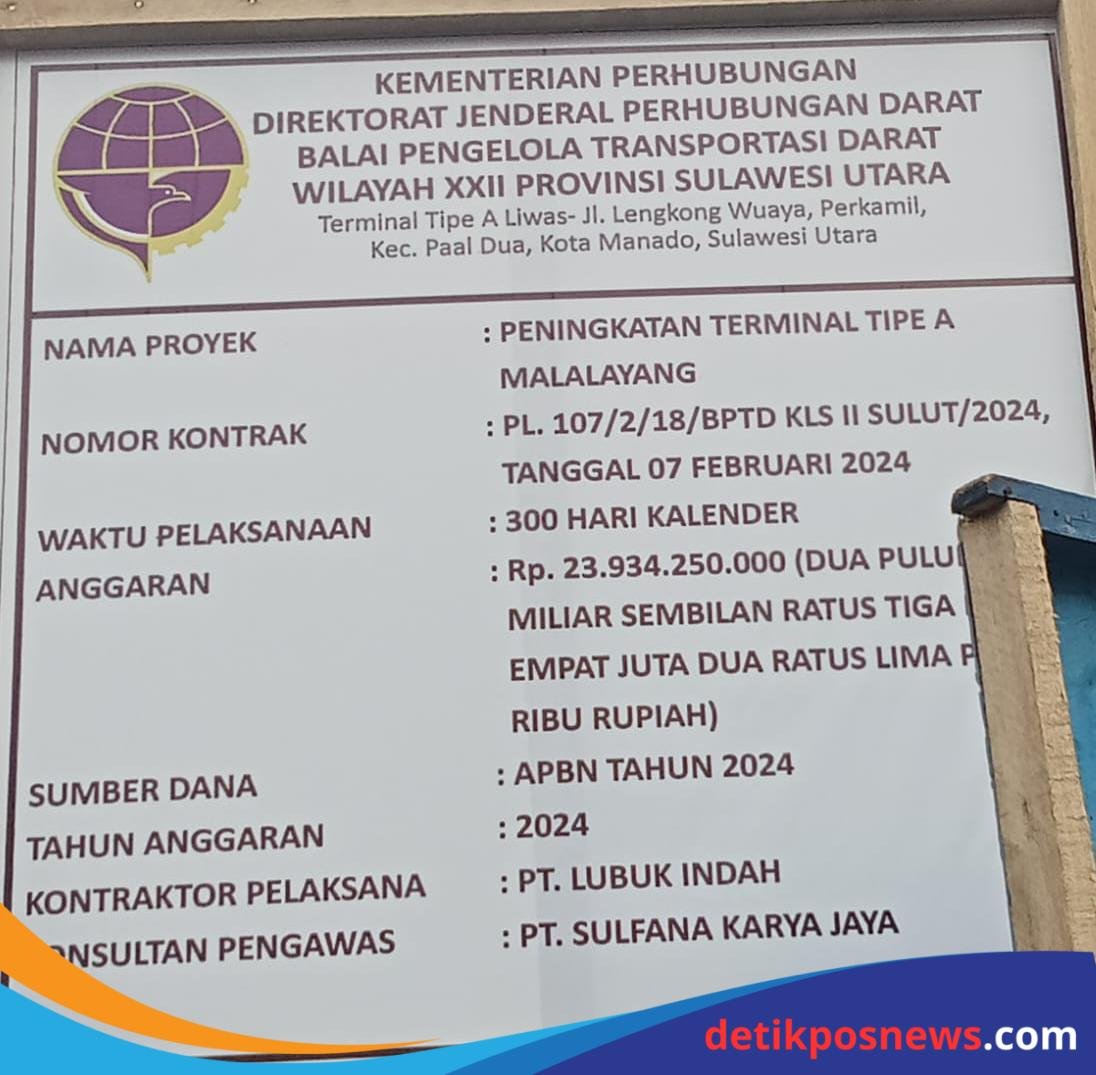 KEMENTERIAN PERHUBUNGAN
DIREKTORAT JENDERAL PERHUBUNGAN DARAT
BALAI PENGELOLA TRANSPORTASI DARAT
WILAYAH XXII PROVINSI SULAWESI UTARA
Terminal Tipe A Liwas- Jl. Lengkong Wuaya, Perkamil,
Kec. Paal Dua, Kota Manado, Sulawesi Utara
NAMA PROYEK : PENINGKATAN TERMINAL TIPE A
MALALAYANG
NOMOR KONTRAK : PL. 107/2/18/BPTD KLS II SULUT/2024,
TANGGAL 07 FEBRUARI 2024
WAKTU PELAKSANAAN : 300 HARI KALENDER
ANGGARAN : Rp. 23.934.250.000 (DUA
MILIAR SEMBILAN RATUS TIGA
EMPAT JUTA DUA RATUS LIMA
RIBU RUPIAH)
SUMBER DANA : APBN TAHUN 2024
TAHUN ANGGARAN : 2024
KONTRAKTOR PELAKSANA : PT. LUBUK INDAH
PENGAWAS : PT. SULFANA KARYA JAYA
detikposnews.com